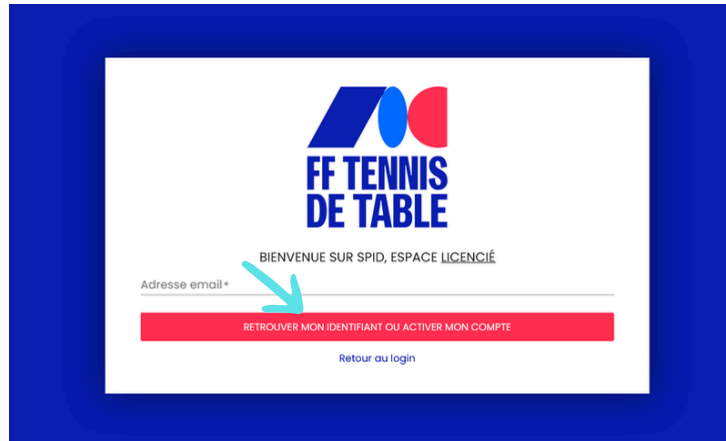 FF TENNIS
DE TABLE
BIENVENUE SUR SPID, ESPACE LICENCIÉ
Adresse email*
RETROUVER MON IDENTIFIANT OU ACTIVER MON COMPTE
Retour au login